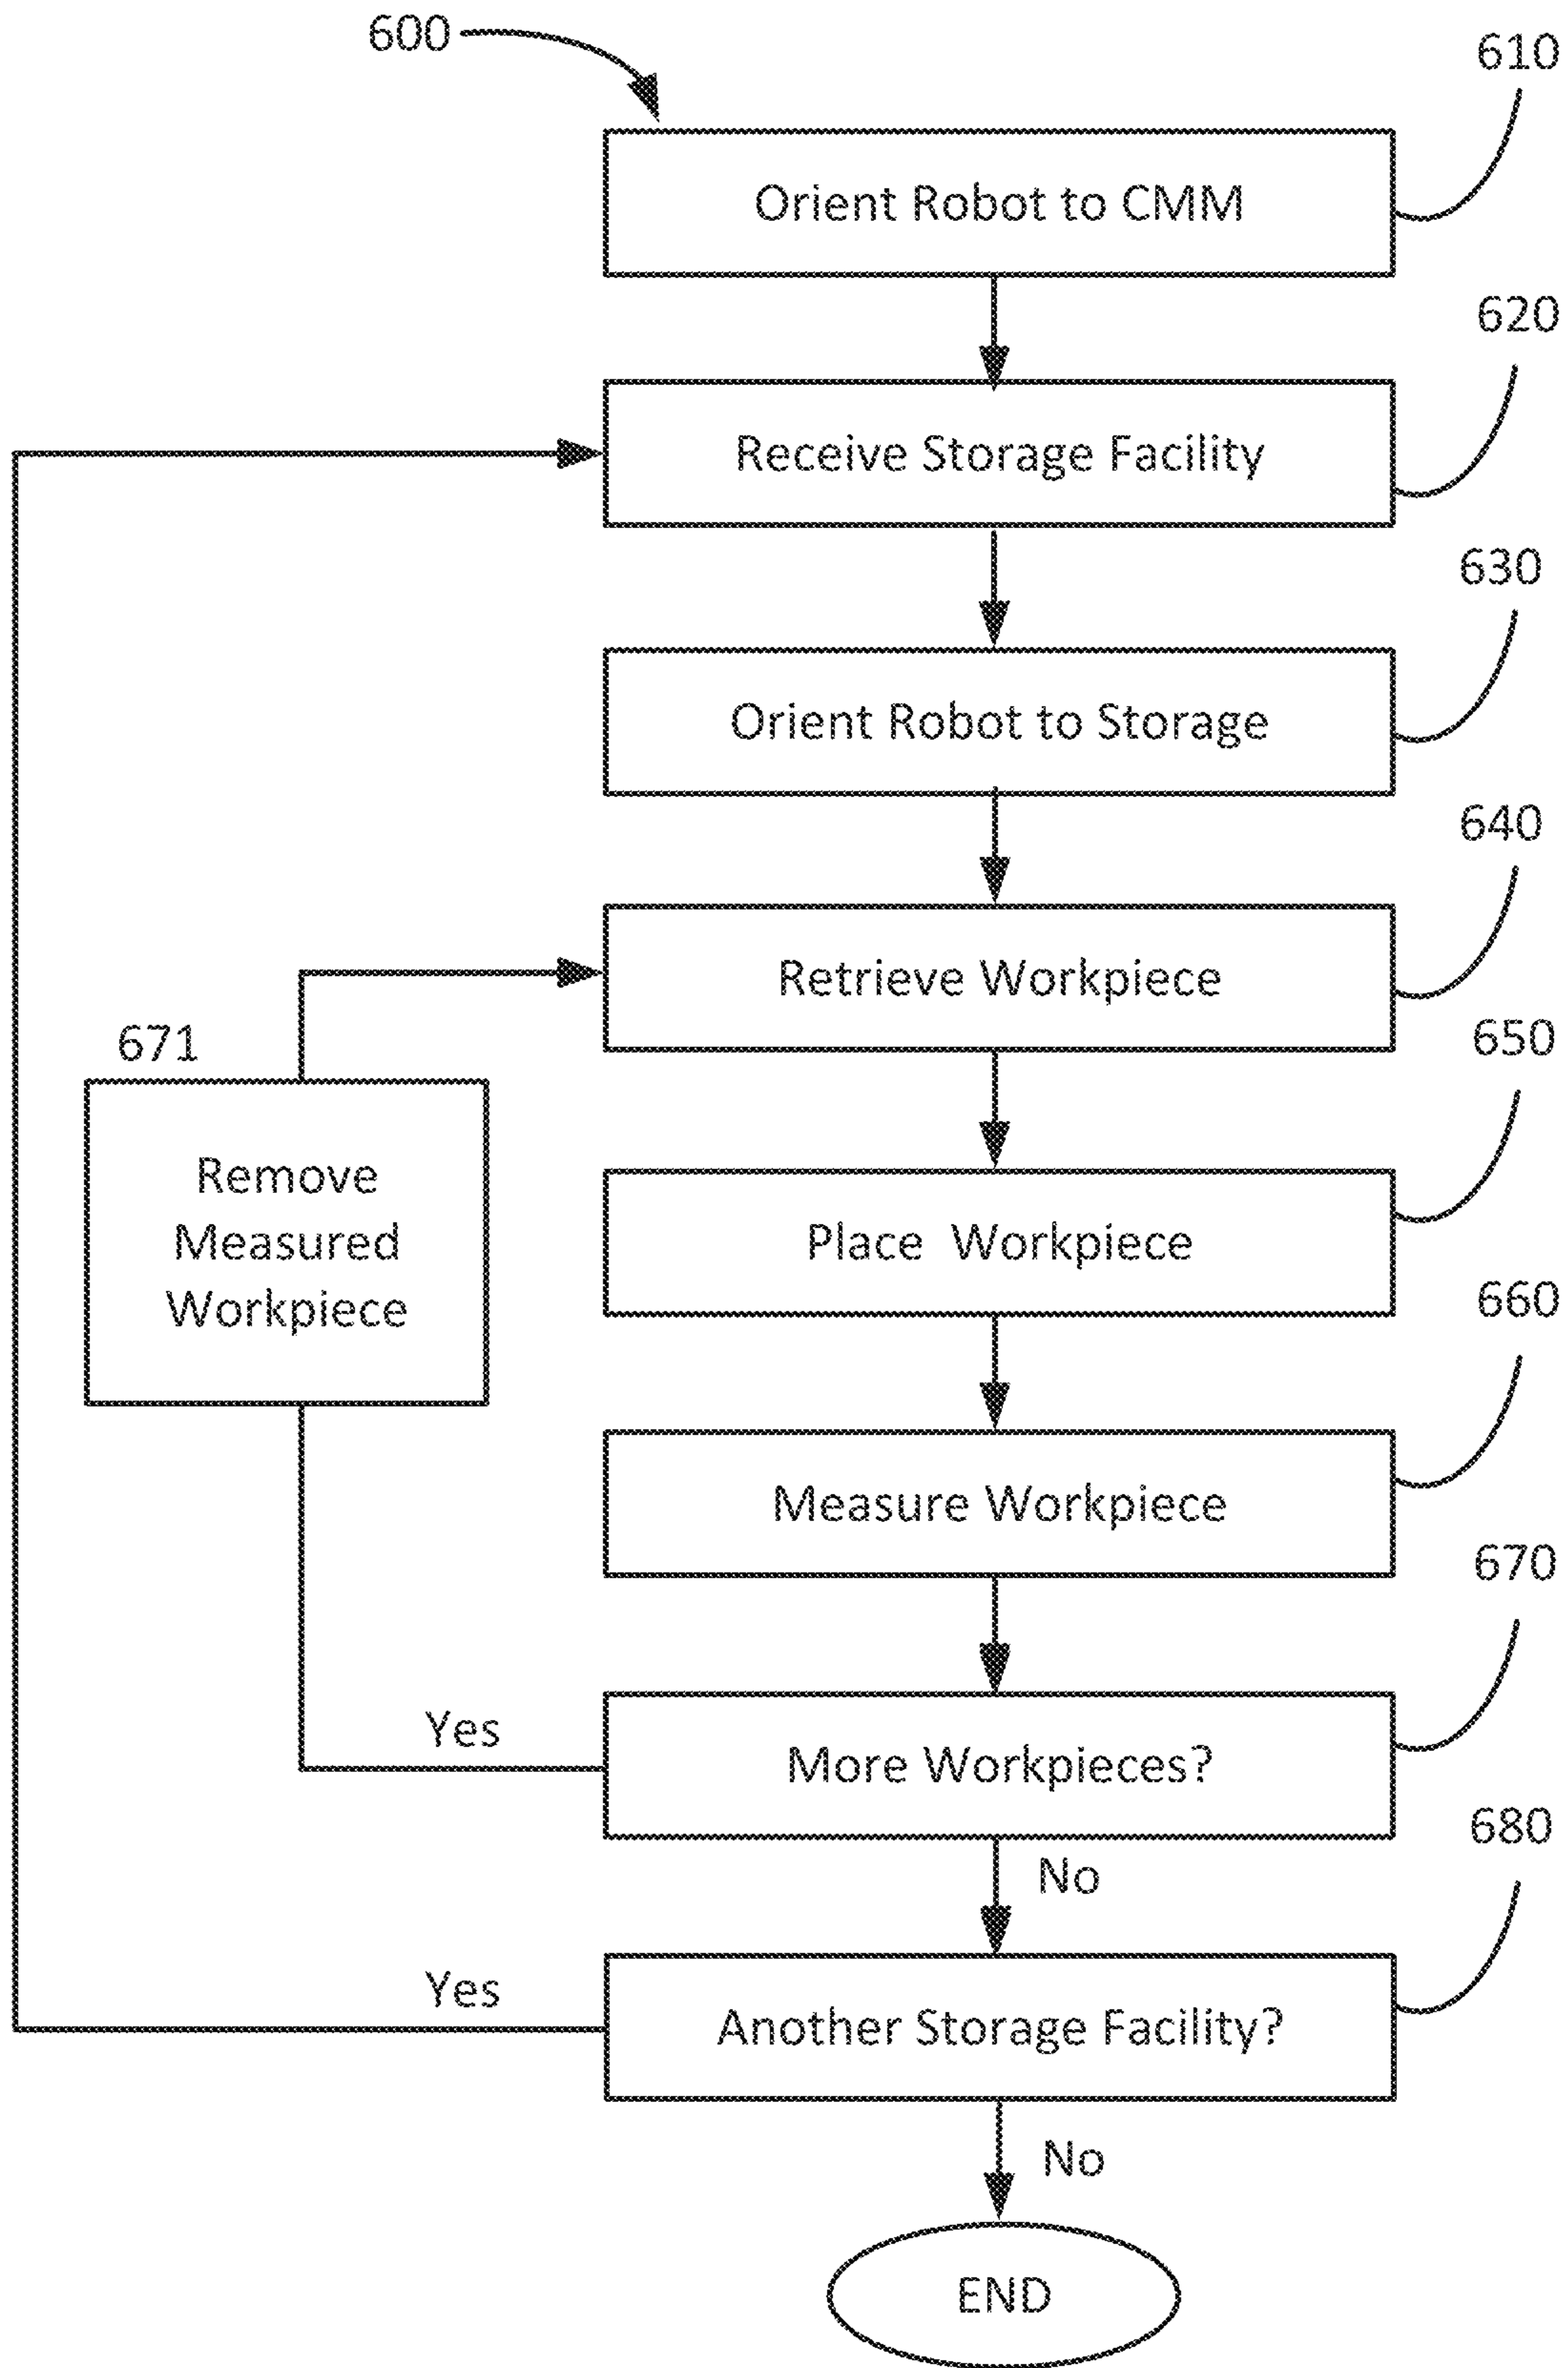 600
610
Orient Robot to CMM
620
Receive Storage Facility
630
Orient Robot to Storage
640
Retrieve Workpiece
671
650
Remove
Measured
Workpiece
Place  Workpiece
660
Measure Workpiece
670
Yes
More Workpieces?
680
No
Yes
Another Storage Facility?
No
END